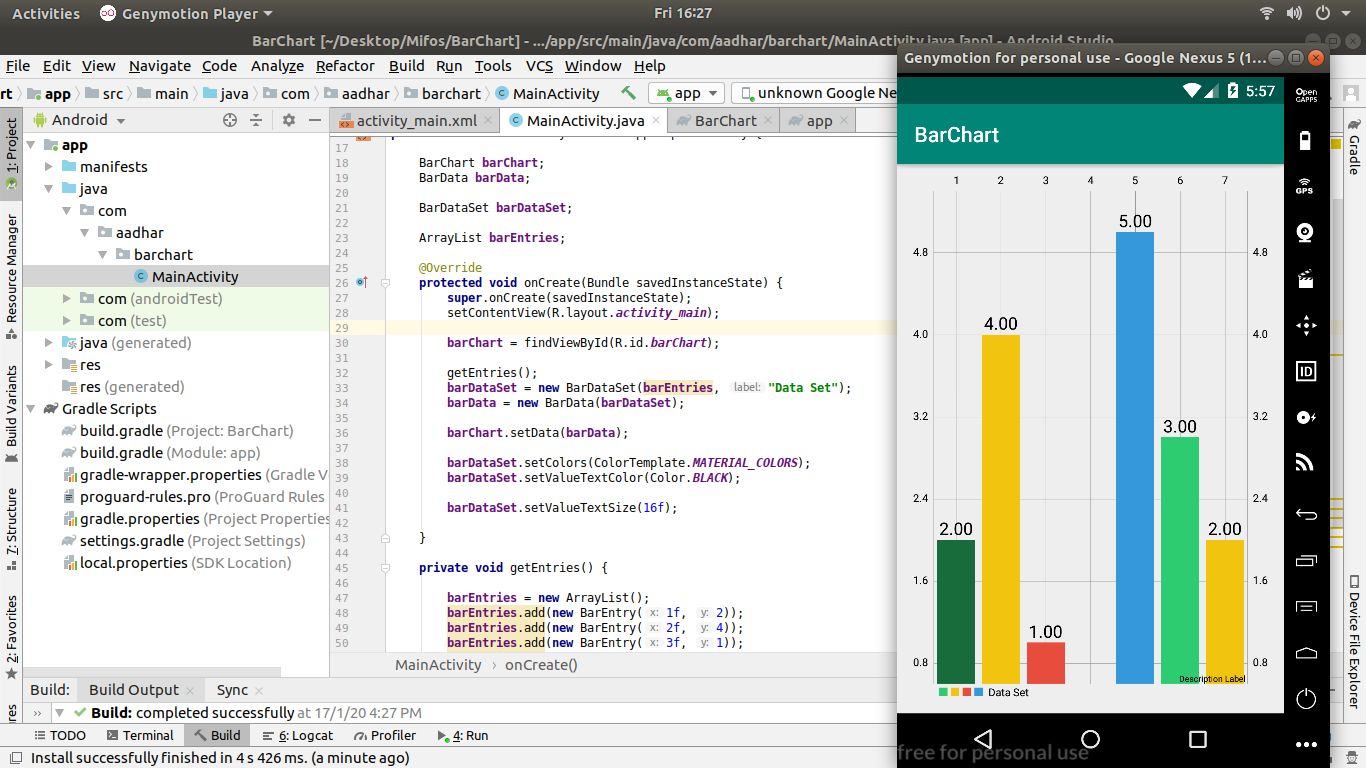 Activities Genymotion Player Fri 16:27
BarChart [~/Desktop/Mifos/BarChart] - .../app/src/main/java/com/aadhar/barchart/MainActivity.java [app] - Android Studio
File Edit View Navigate Code Analyze Refactor Build Run Tools VCS Window Help
rt app src main java com aadhar barchart MainActivity app unknown Google Ne
1: Project
Resource Manager
Build Variants
7: Structure
2: Favorites
Android
app
manifests
java
com
aadhar
barchart
MainActivity
com (androidTest)
com (test)
java (generated)
res
res (generated)
Gradle Scripts
build.gradle (Project: BarChart)
build.gradle (Module: app)
gradle-wrapper.properties (Gradle V
proguard-rules.pro (ProGuard Rules
gradle.properties (Project Properties
settings.gradle (Project Settings)
local.properties (SDK Location)
activity_main.xml MainActivity.java BarChart app
17
18 BarChart barChart;
19 BarData barData;
20
21 BarDataSet barDataSet;
22
23 ArrayList barEntries;
24
25 @Override
26 protected void onCreate(Bundle savedInstanceState) {
27 super.onCreate(savedInstanceState);
28 setContentView(R.layout.activity_main);
29
30 barChart = findViewById(R.id.barChart);
31
32 getEntries();
33 barDataSet = new BarDataSet(barEntries, label: "Data Set");
34 barData = new BarData(barDataSet);
35
36 barChart.setData(barData);
37
38 barDataSet.setColors(ColorTemplate.MATERIAL_COLORS);
39 barDataSet.setValueTextColor(Color.BLACK);
40
41 barDataSet.setValueTextSize(16f);
42
43 }
44
45 private void getEntries() {
46
47 barEntries = new ArrayList();
48 barEntries.add(new BarEntry( x: 1f, y: 2));
49 barEntries.add(new BarEntry( x: 2f, y: 4));
50 barEntries.add(new BarEntry( x: 3f, y: 1));
MainActivity › onCreate()
Build: Build Output Sync
Build: completed successfully at 17/1/20 4:27 PM
TODO Terminal Build 6: Logcat Profiler 4: Run
Install successfully finished in 4 s 426 ms. (a minute ago)
Genymotion for personal use - Google Nexus 5 (1...
5:57
BarChart
1 2 3 4 5 6 7
5.00
4.8 4.8
4.00
4.0 4.0
3.2 3.2
3.00
2.4 2.4
2.00 2.00
1.6 1.6
1.00
0.8 0.8
Description Label
Data Set
free for personal use
Open
GAPPS
GPS
ID
Gradle
Device File Explorer